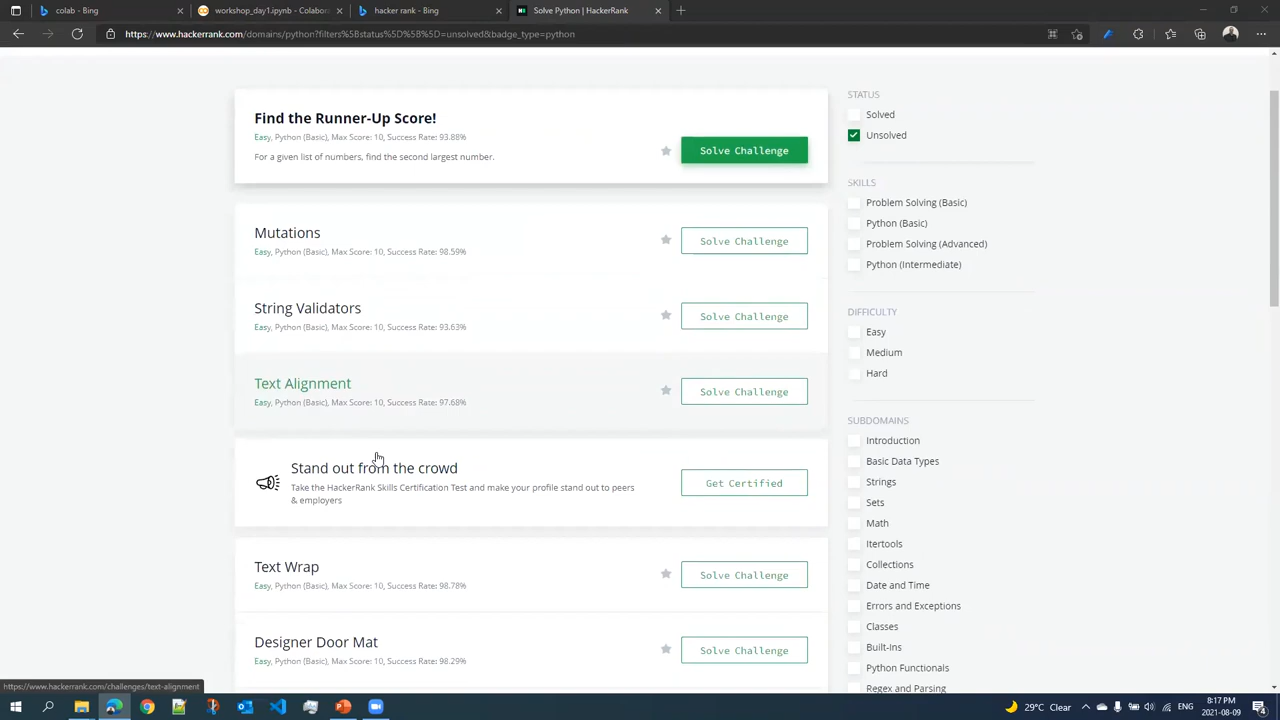 colab - Bing
workshop_day1.ipynb - Colabora
hacker rank - Bing
Solve Python | HackerRank
https://www.hackerrank.com/domains/python?filters%5Bstatus%5D%5B%5D=unsolved&badge_type=python
Find the Runner-Up Score!
Easy, Python (Basic), Max Score: 10, Success Rate: 93.88%
For a given list of numbers, find the second largest number.
Solve Challenge
Mutations
Easy, Python (Basic), Max Score: 10, Success Rate: 98.59%
Solve Challenge
String Validators
Easy, Python (Basic), Max Score: 10, Success Rate: 93.63%
Solve Challenge
Text Alignment
Easy, Python (Basic), Max Score: 10, Success Rate: 97.68%
Solve Challenge
Stand out from the crowd
Take the HackerRank Skills Certification Test and make your profile stand out to peers
& employers
Get Certified
Text Wrap
Easy, Python (Basic), Max Score: 10, Success Rate: 98.78%
Solve Challenge
Designer Door Mat
Easy, Python (Basic), Max Score: 10, Success Rate: 98.29%
Solve Challenge
STATUS
Solved
Unsolved
SKILLS
Problem Solving (Basic)
Python (Basic)
Problem Solving (Advanced)
Python (Intermediate)
DIFFICULTY
Easy
Medium
Hard
SUBDOMAINS
Introduction
Basic Data Types
Strings
Sets
Math
Itertools
Collections
Date and Time
Errors and Exceptions
Classes
Built-Ins
Python Functionals
Regex and Parsing
https://www.hackerrank.com/challenges/text-alignment
29°C Clear
ENG
8:17 PM
2021-08-09
4